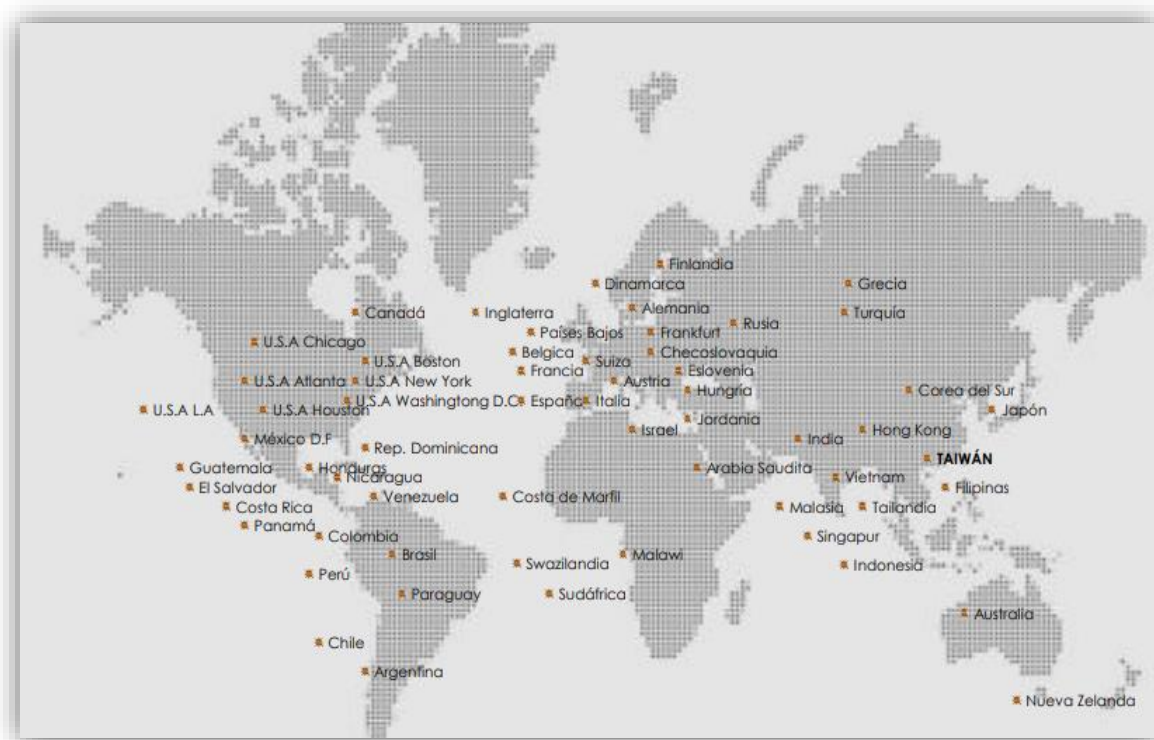 Finlandia
Dinamarca
Grecia
Canadá
Inglaterra
Alemania
Turquía
Rusia
Países Bajos
Frankfurt
U.S.A Chicago
Belgica
Checoslovaquia
U.S.A Boston
Suiza
Francia
Eslovenia
U.S.A Atlanta
U.S.A New York
Austria
Hungría
Corea del Sur
U.S.A Washingtong D.C
España
Italia
U.S.A L.A
U.S.A Houston
Japón
Jordania
Israel
Hong Kong
México D.F
India
Rep. Dominicana
TAIWÁN
Guatemala
Honduras
Arabia Saudita
Nicaragua
Vietnam
El Salvador
Filipinas
Venezuela
Costa de Marfil
Costa Rica
Malasia
Tailandia
Panamá
Colombia
Singapur
Brasil
Malawi
Swazilandia
Indonesia
Perú
Paraguay
Sudáfrica
Australia
Chile
Argentina
Nueva Zelanda